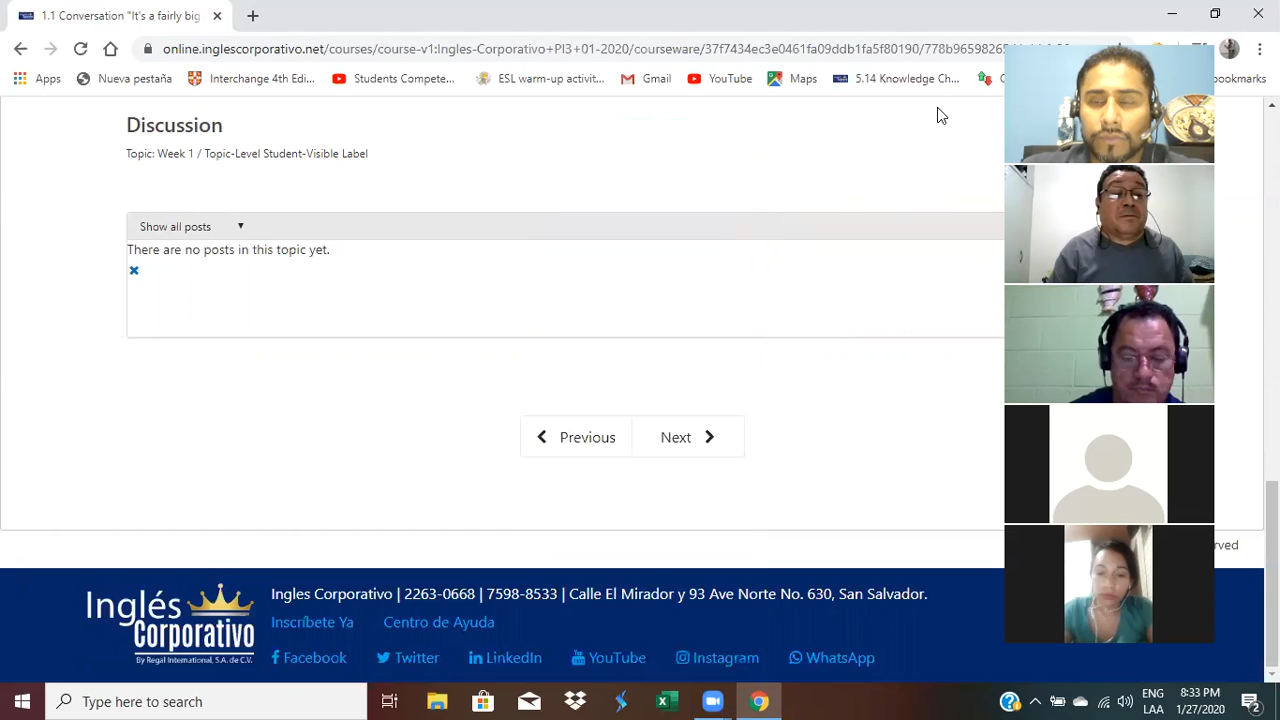 1.1 Conversation "It's a fairly big
online.inglescorporativo.net/courses/course-v1:Ingles-Corporativo+PI3+01-2020/courseware/37f7434ec3e0461fa09ddb1fa5f80190/778b96598265
Apps
Nueva pestaña
Interchange 4th Edi...
Students Compete...
ESL warm-up activit...
Gmail
YouTube
Maps
5.14 Knowledge Ch...
bookmarks
Discussion
Topic: Week 1 / Topic-Level Student-Visible Label
Show all posts
There are no posts in this topic yet.
Previous
Next
rved
Inglés
Corporativo
By Regal International, S.A. de C.V.
Ingles Corporativo | 2263-0668 | 7598-8533 | Calle El Mirador y 93 Ave Norte No. 630, San Salvador.
Inscríbete Ya
Centro de Ayuda
Facebook
Twitter
LinkedIn
YouTube
Instagram
WhatsApp
Type here to search
ENG
LAA
8:33 PM
1/27/2020
2